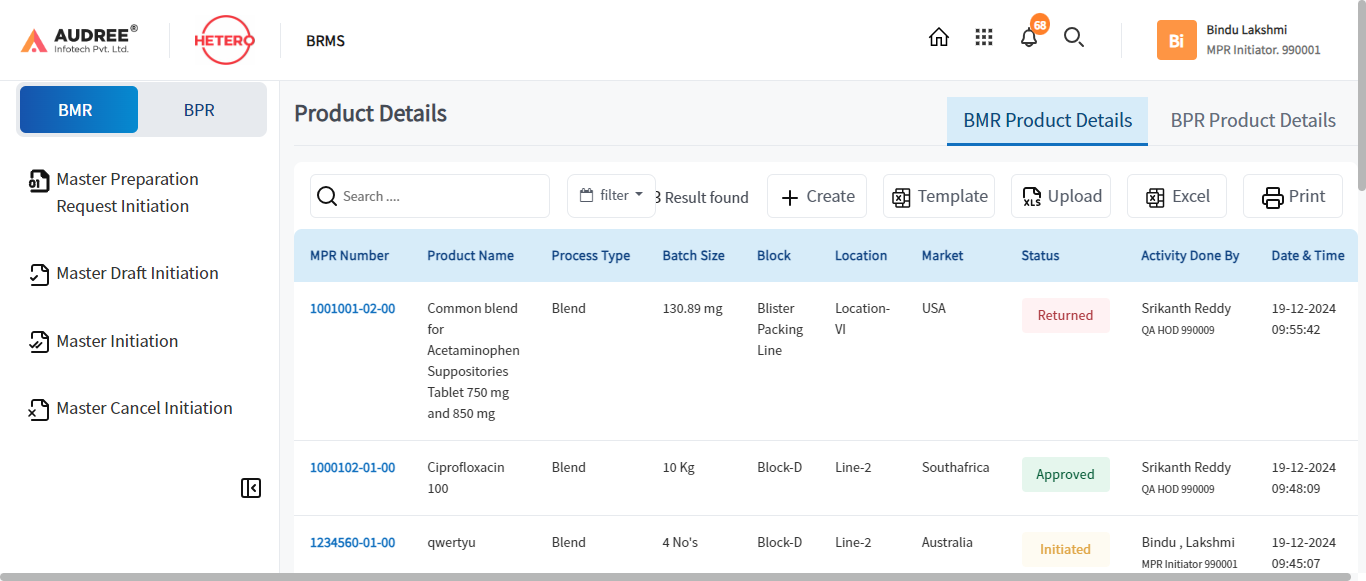 AUDREE®
Infotech Pvt. Ltd.
HETERO
BRMS
68
Bi
Bindu Lakshmi
MPR Initiator. 990001
BMR
BPR
Master Preparation
Request Initiation
Master Draft Initiation
Master Initiation
Master Cancel Initiation
Product Details
BMR Product Details
BPR Product Details
Search ....
filter
3 Result found
Create
Template
XLS
Upload
Excel
Print
MPR Number Product Name Process Type Batch Size Block Location Market Status Activity Done By Date & Time
1001001-02-00 Common blend Blend 130.89 mg Blister Location- USA Returned Srikanth Reddy 19-12-2024
for Packing VI QA HOD 990009 09:55:42
Acetaminophen Line
Suppositories
Tablet 750 mg
and 850 mg
1000102-01-00 Ciprofloxacin Blend 10 Kg Block-D Line-2 Southafrica Approved Srikanth Reddy 19-12-2024
100 QA HOD 990009 09:48:09
1234560-01-00 qwertyu Blend 4 No's Block-D Line-2 Australia Initiated Bindu , Lakshmi 19-12-2024
MPR Initiator 990001 09:45:07